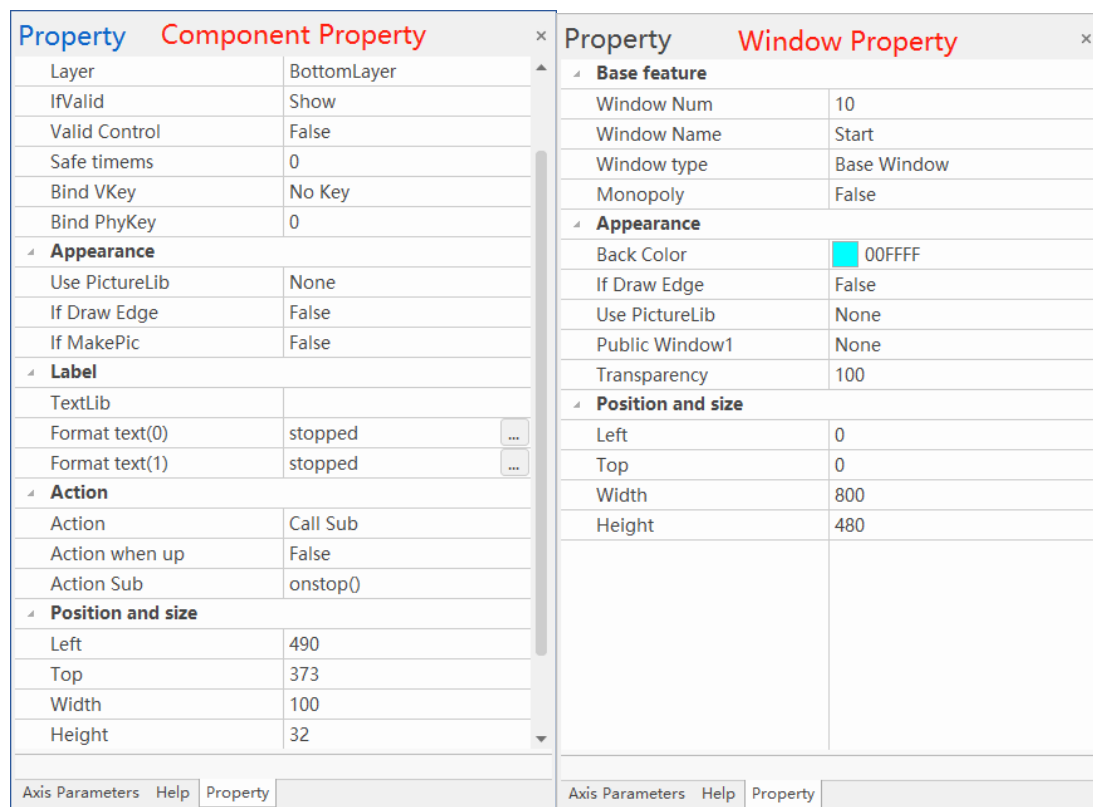 Property Component Property
Layer BottomLayer
IfValid Show
Valid Control False
Safe timems 0
Bind VKey No Key
Bind PhyKey 0
Appearance
Use PictureLib None
If Draw Edge False
If MakePic False
Label
TextLib
Format text(0) stopped ...
Format text(1) stopped ...
Action
Action Call Sub
Action when up False
Action Sub onstop()
Position and size
Left 490
Top 373
Width 100
Height 32
Axis Parameters Help Property
Property Window Property
Base feature
Window Num 10
Window Name Start
Window type Base Window
Monopoly False
Appearance
Back Color 00FFFF
If Draw Edge False
Use PictureLib None
Public Window1 None
Transparency 100
Position and size
Left 0
Top 0
Width 800
Height 480
Axis Parameters Help Property